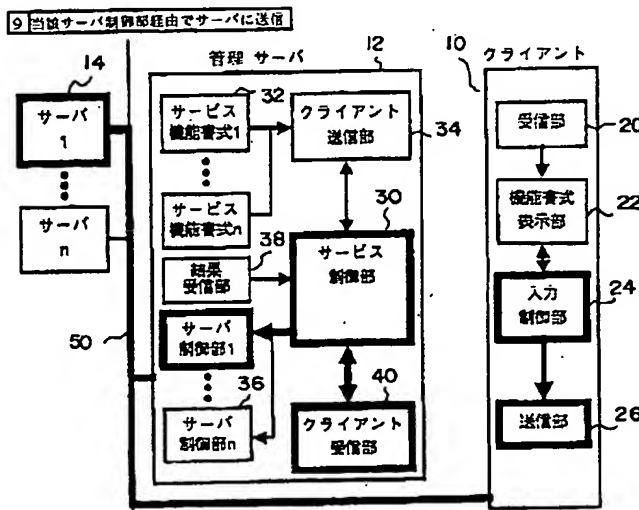 9 当該サーバ制御部経由でサーバに送信
14
サーバ
1
サーバ
n
50
管理 サーバ
12
32
サービス
機能書式1
サービス
機能書式n
クライアント
送信部
34
30
サービス
制御部
38
結果
受信部
サーバ
制御部1
36
サーバ
制御部n
40
クライアント
受信部
10
クライアント
受信部
20
機能書式
表示部
22
入力
制御部
24
送信部
26